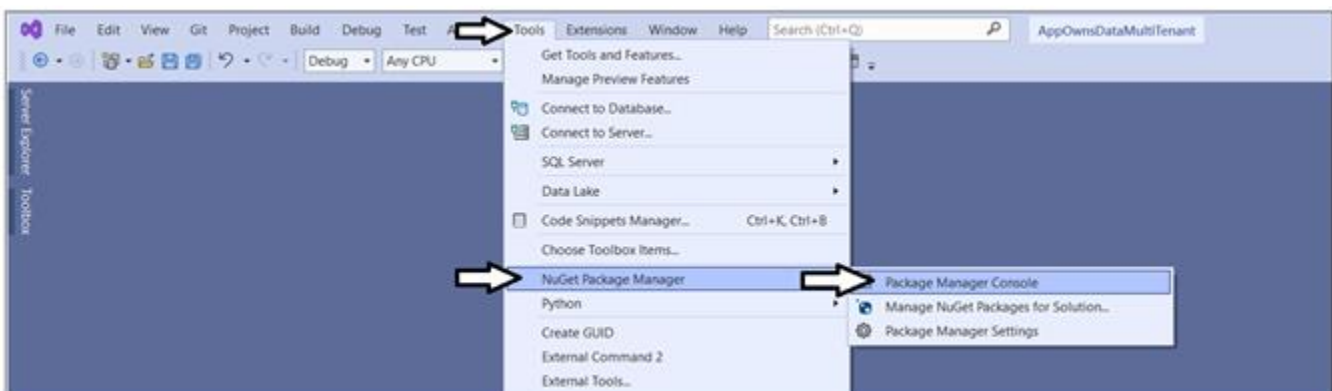 File Edit View Git Project Build Debug Test Tools Extensions Window Help Search (Ctrl+Q) AppOwnsDataMultiTenant
Debug Any CPU
Get Tools and Features...
Manage Preview Features
Connect to Database...
Connect to Server...
SQL Server
Data Lake
Code Snippets Manager... Ctrl+K, Ctrl+B
Choose Toolbox Items...
NuGet Package Manager
Package Manager Console
Manage NuGet Packages for Solution...
Package Manager Settings
Python
Create GUID
External Command 2
External Tools...
Server Explorer
Toolbox